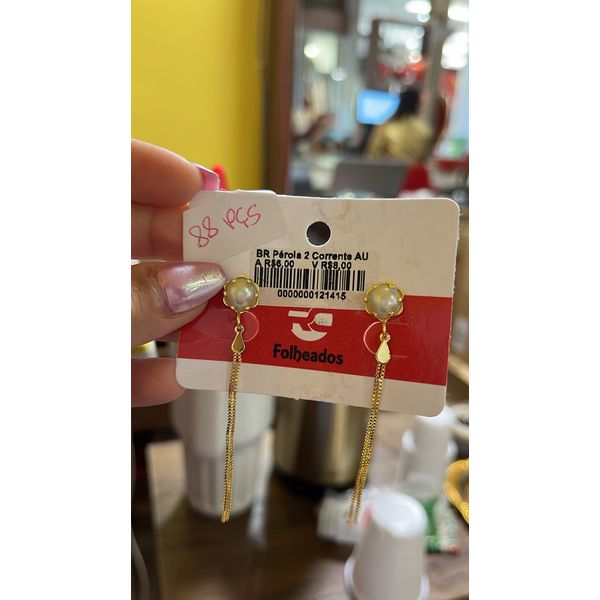 88 PÇS
BR Pérola 2 Corrente AU
A R$6,00 V R$8,00
0000000121415
Folheados